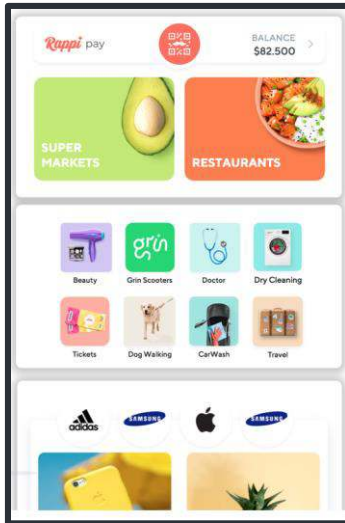 Rappi pay
BALANCE
$82.500
SUPER
MARKETS
RESTAURANTS
grin
Beauty
Grin Scooters
Doctor
Dry Cleaning
Tickets
Dog Walking
CarWash
Travel
adidas
SAMSUNG
SAMSUNG